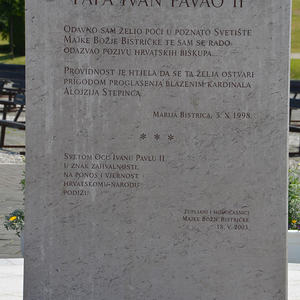 PAPA IVAN PAVAO II
ODAVNO SAM ŽELIO POĆI U POZNATO SVETIŠTE
MAJKE BOŽJE BISTRIČKE TE SAM SE RADO
ODAZVAO POZIVU HRVATSKIH BISKUPA...
PROVIDNOST JE HTJELA DA SE TA ŽELJA OSTVARI
PRIGODOM PROGLAŠENJA BLAŽENIM KARDINALA
ALOJZIJA STEPINCA.
MARIJA BISTRICA, 3. X 1998.
* * *
SVETOM OCU IVANU PAVLU II
U ZNAK ZAHVALNOSTI,
NA PONOS I VJERNOST
HRVATSKOMU NARODU
PODIŽU
ŽUPLJANI I HODOČASNICI
MAJKE BOŽJE BISTRIČKE
18. V. 2003.